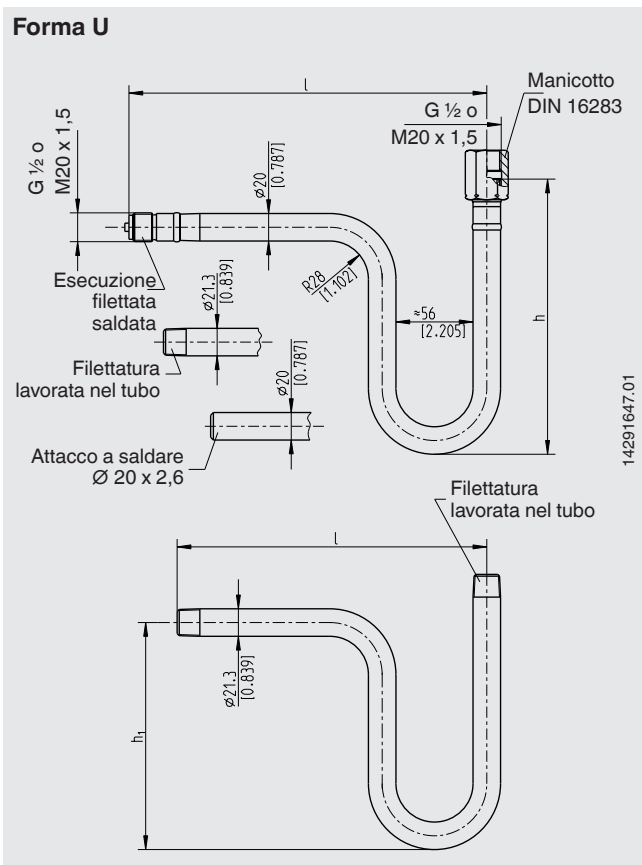 Forma U
l
Manicotto
DIN 16283
G ½ o
M20 x 1,5
G ½ o
M20 x 1,5
⌀20
[0.787]
R28
[1.102]
≈56
[2.205]
h
Esecuzione
filettata
saldata
⌀21.3
[0.839]
Filettatura
lavorata nel tubo
⌀20
[0.787]
Attacco a saldare
Ø 20 x 2,6
14291647.01
Filettatura
lavorata nel tubo
l
⌀21.3
[0.839]
h₁